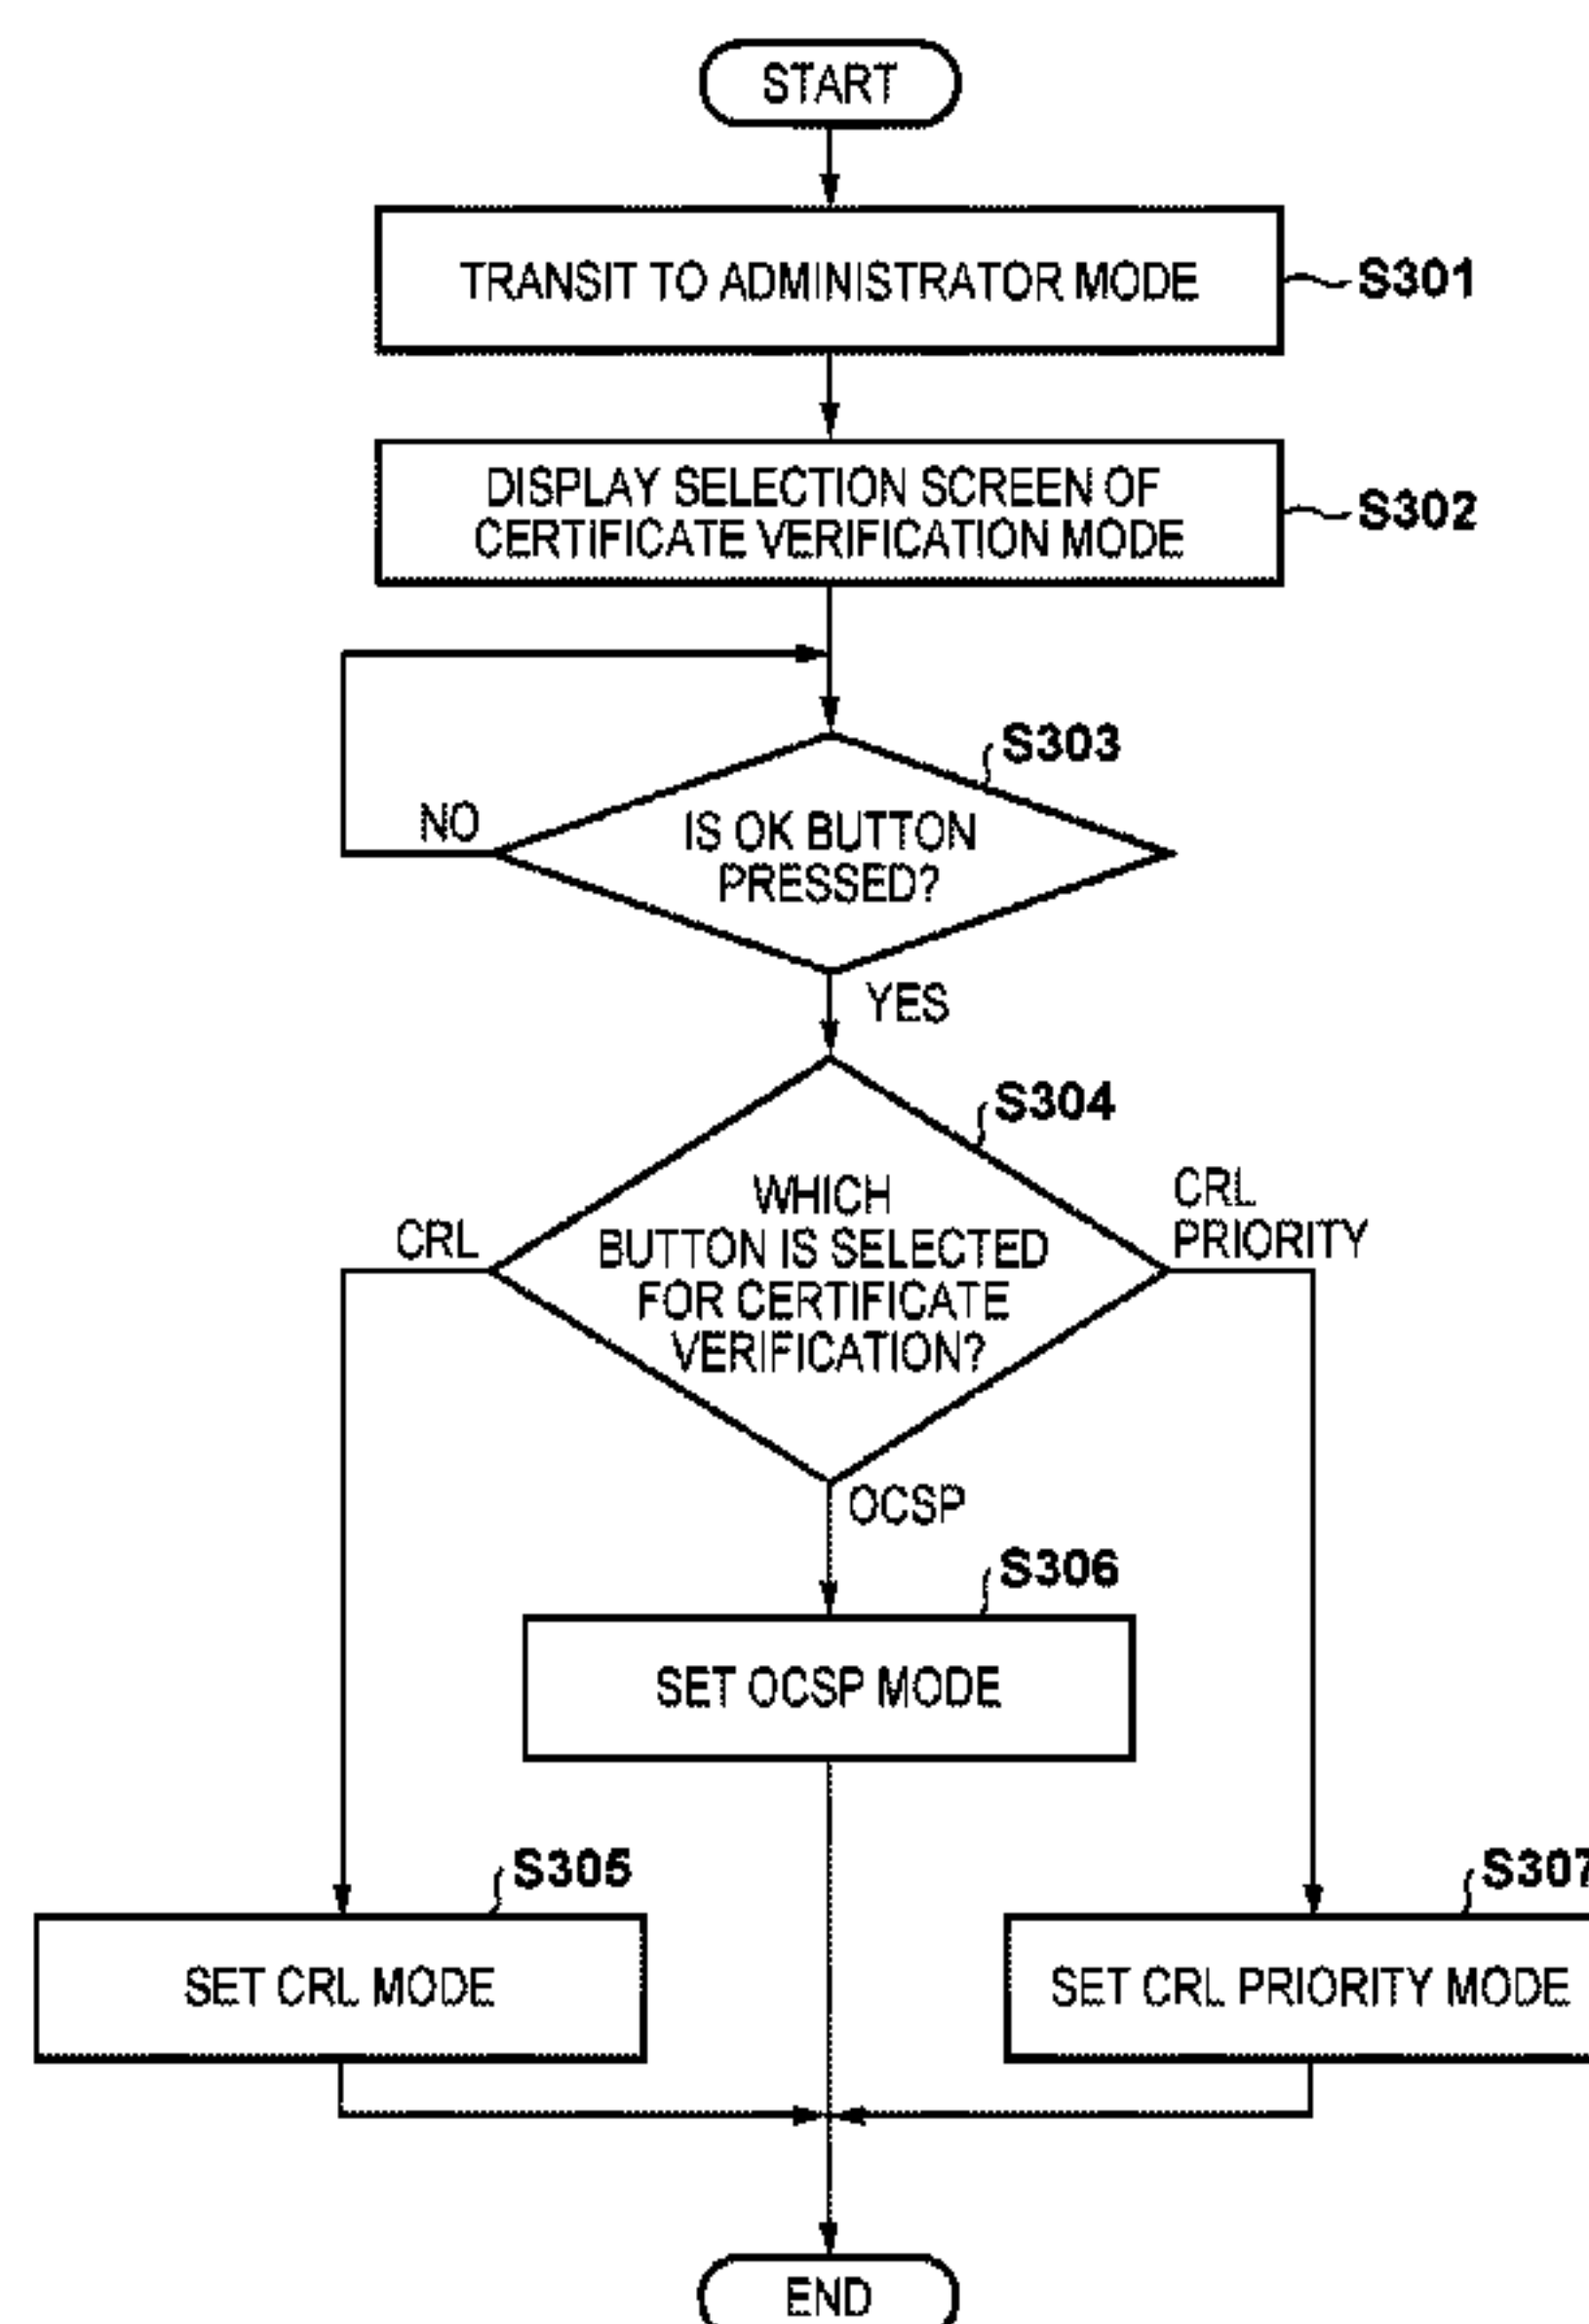 START
TRANSIT TO ADMINISTRATOR MODE
S301
DISPLAY SELECTION SCREEN OF
CERTIFICATE VERIFICATION MODE
S302
S303
NO
IS OK BUTTON
PRESSED?
YES
S304
CRL
WHICH
BUTTON IS SELECTED
FOR CERTIFICATE
VERIFICATION?
CRL
PRIORITY
OCSP
S306
SET OCSP MODE
S305
SET CRL MODE
S307
SET CRL PRIORITY MODE
END